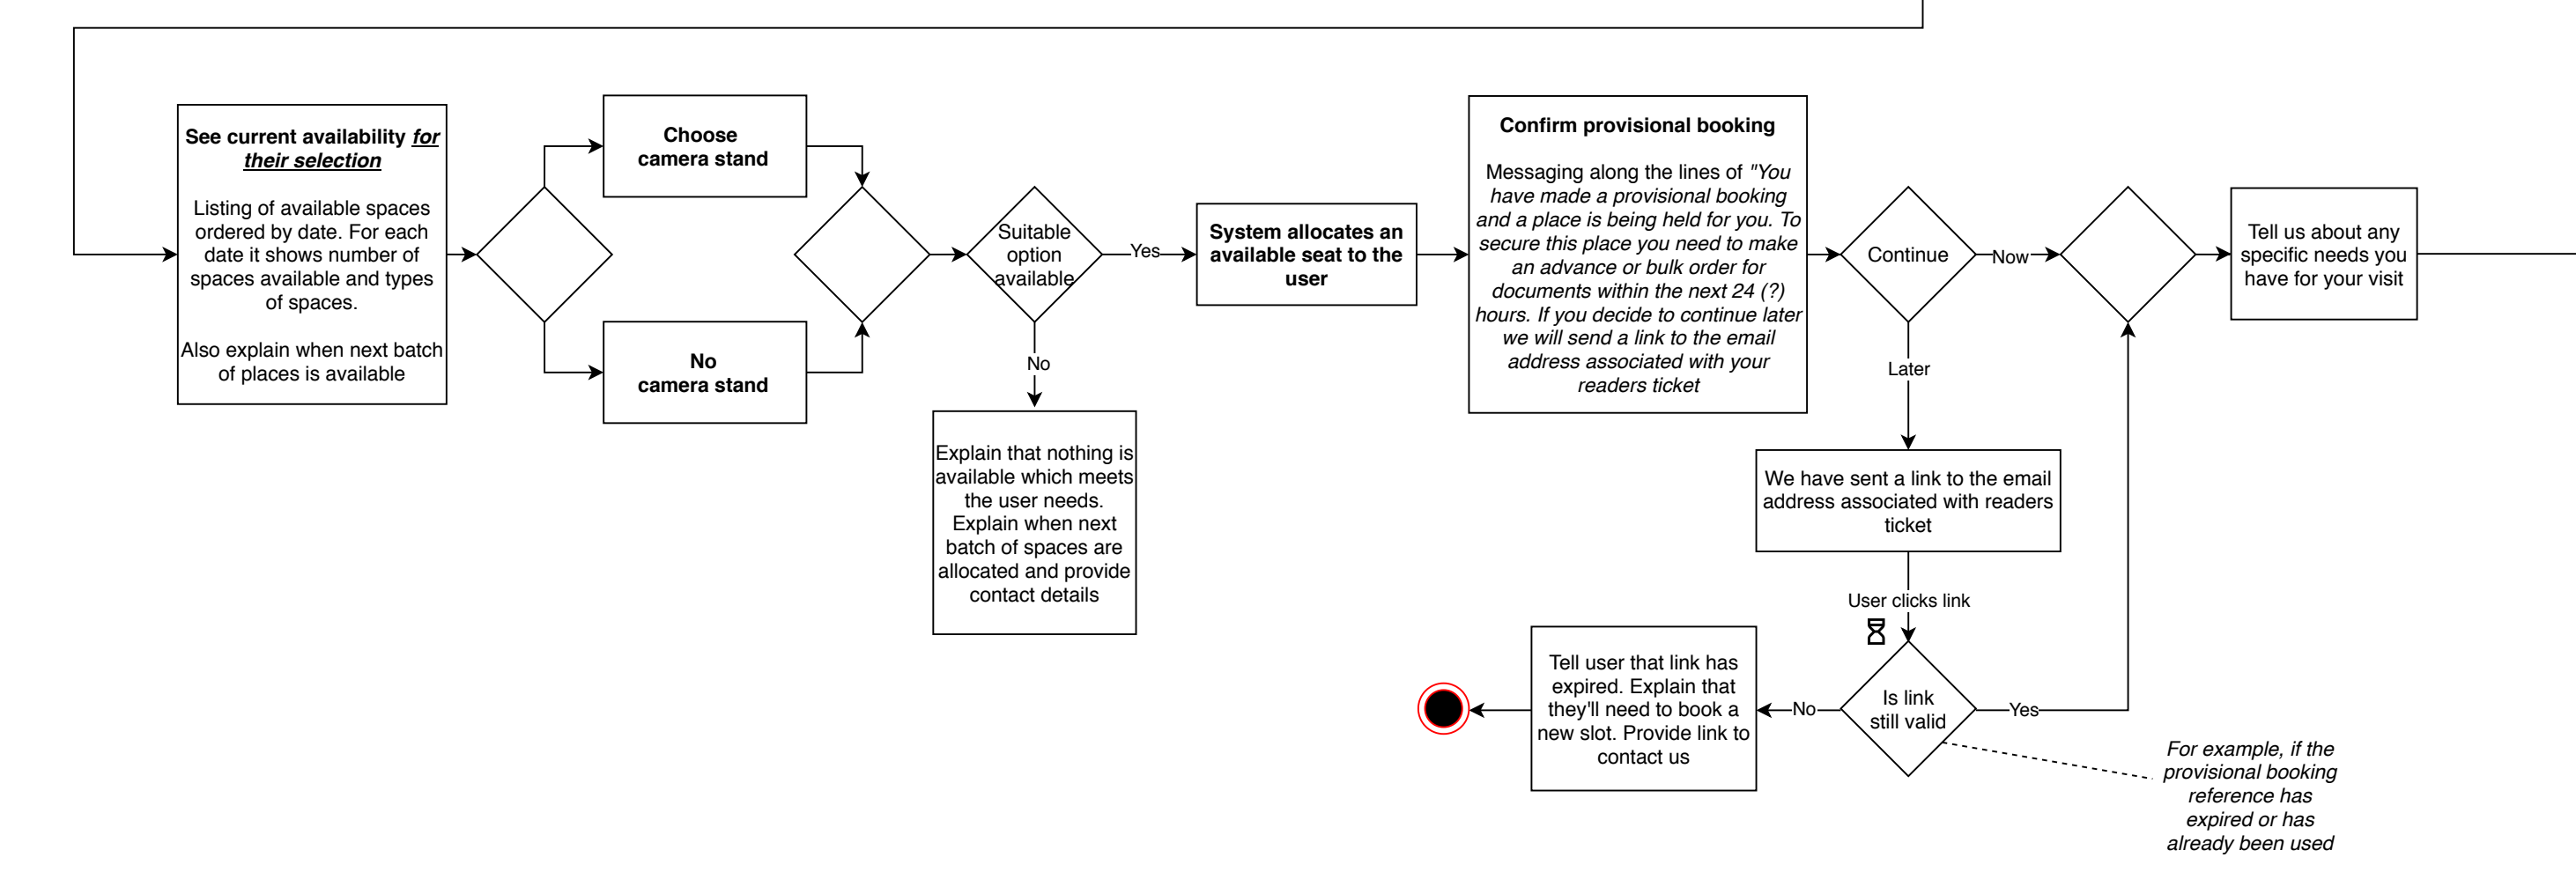 See current availability for
their selection
Listing of available spaces
ordered by date. For each
date it shows number of
spaces available and types
of spaces.
Also explain when next batch
of places is available
Choose
camera stand
No
camera stand
Suitable
option
available
Yes
No
Explain that nothing is
available which meets
the user needs.
Explain when next
batch of spaces are
allocated and provide
contact details
System allocates an
available seat to the
user
Confirm provisional booking
Messaging along the lines of "You
have made a provisional booking
and a place is being held for you. To
secure this place you need to make
an advance or bulk order for
documents within the next 24 (?)
hours. If you decide to continue later
we will send a link to the email
address associated with your
readers ticket
Continue
Now
Later
We have sent a link to the email
address associated with readers
ticket
User clicks link
Is link
still valid
No
Tell user that link has
expired. Explain that
they'll need to book a
new slot. Provide link to
contact us
Yes
For example, if the
provisional booking
reference has
expired or has
already been used
Tell us about any
specific needs you
have for your visit